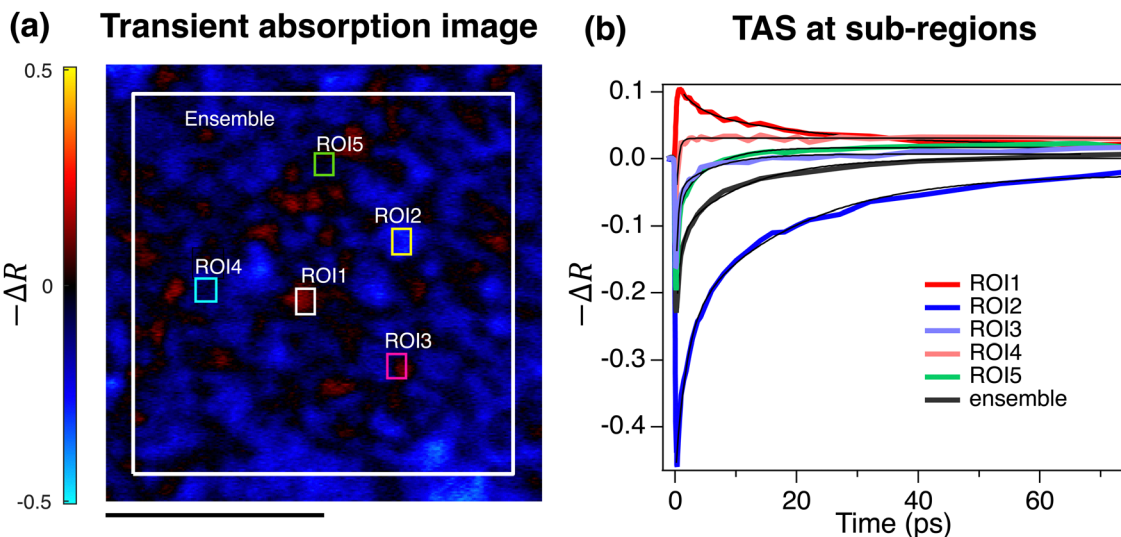 (a) Transient absorption image
0.5
0
-0.5
−ΔR
Ensemble
ROI5
ROI2
ROI4
ROI1
ROI3
(b) TAS at sub-regions
0.1
0.0
-0.1
-0.2
-0.3
-0.4
−ΔR
ROI1
ROI2
ROI3
ROI4
ROI5
ensemble
0 20 40 60
Time (ps)